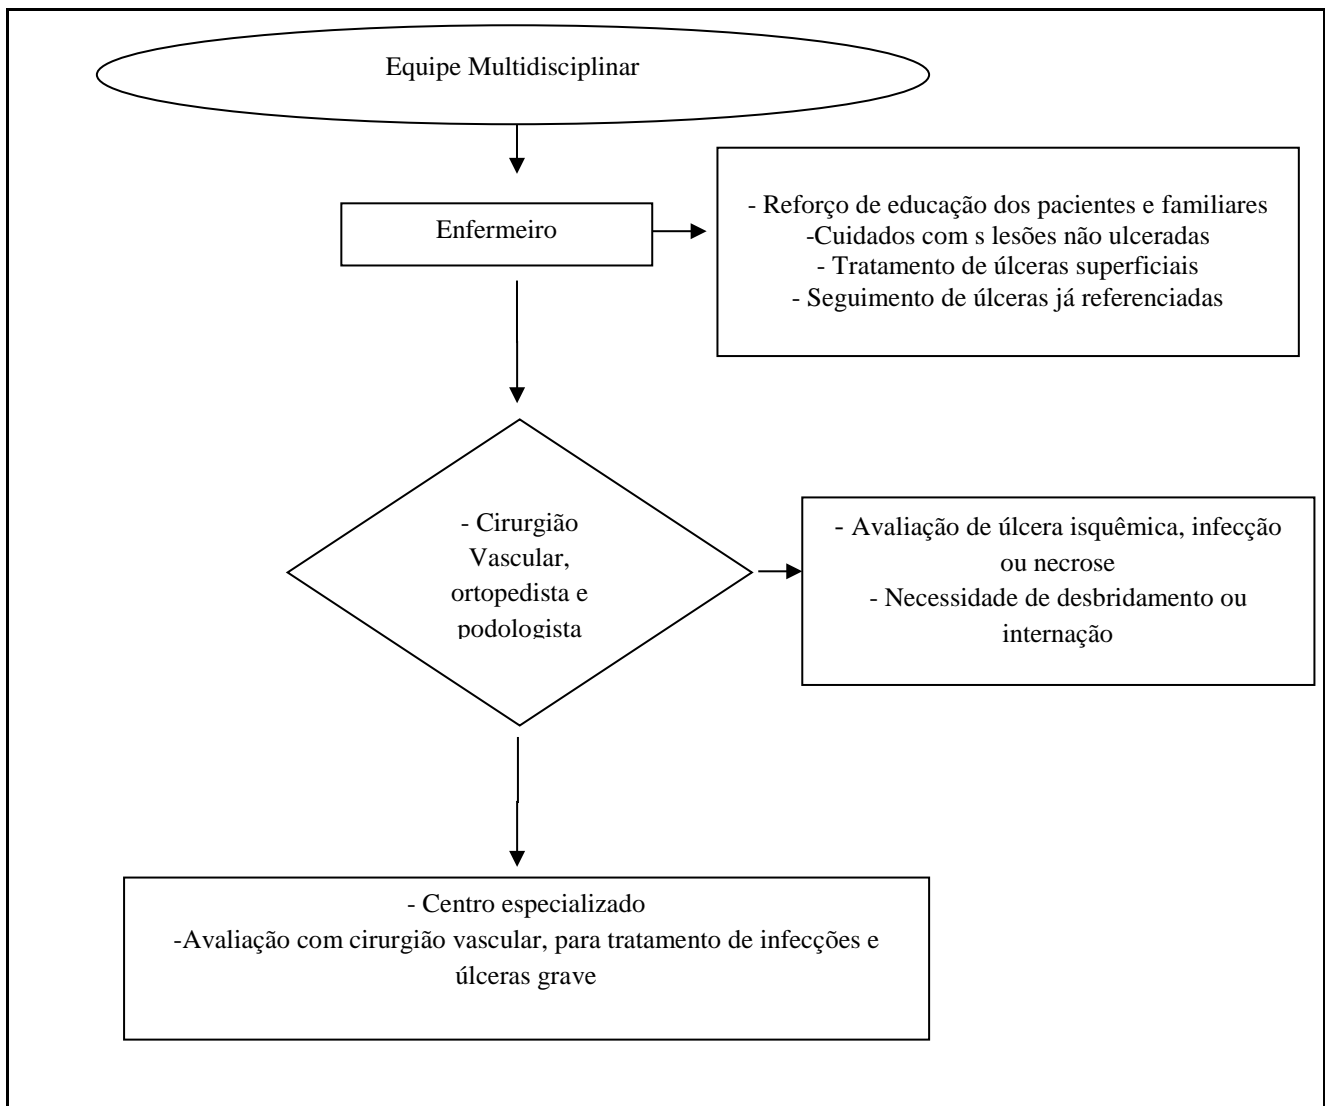 Equipe Multidisciplinar
Enfermeiro
- Reforço de educação dos pacientes e familiares
-Cuidados com s lesões não ulceradas
- Tratamento de úlceras superficiais
- Seguimento de úlceras já referenciadas
- Cirurgião
Vascular,
ortopedista e
podologista
- Avaliação de úlcera isquêmica, infecção
ou necrose
- Necessidade de desbridamento ou
internação
- Centro especializado
-Avaliação com cirurgião vascular, para tratamento de infecções e
úlceras grave